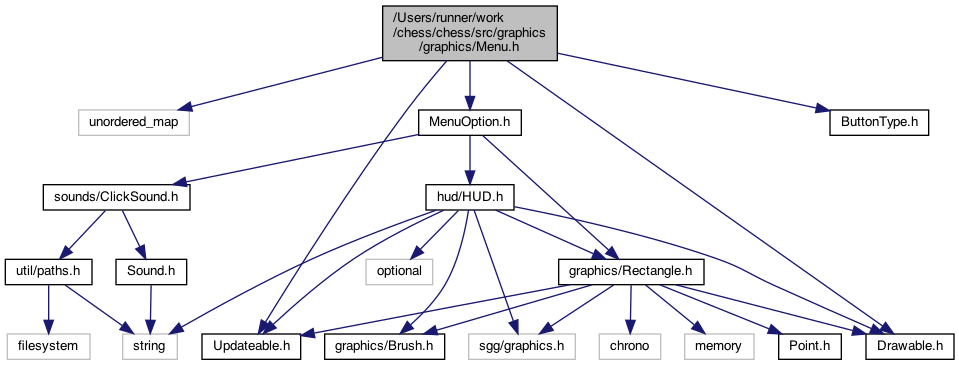 /Users/runner/work
/chess/chess/src/graphics
/graphics/Menu.h
unordered_map
MenuOption.h
ButtonType.h
sounds/ClickSound.h
hud/HUD.h
util/paths.h
Sound.h
optional
graphics/Rectangle.h
filesystem
string
Updateable.h
graphics/Brush.h
sgg/graphics.h
chrono
memory
Point.h
Drawable.h